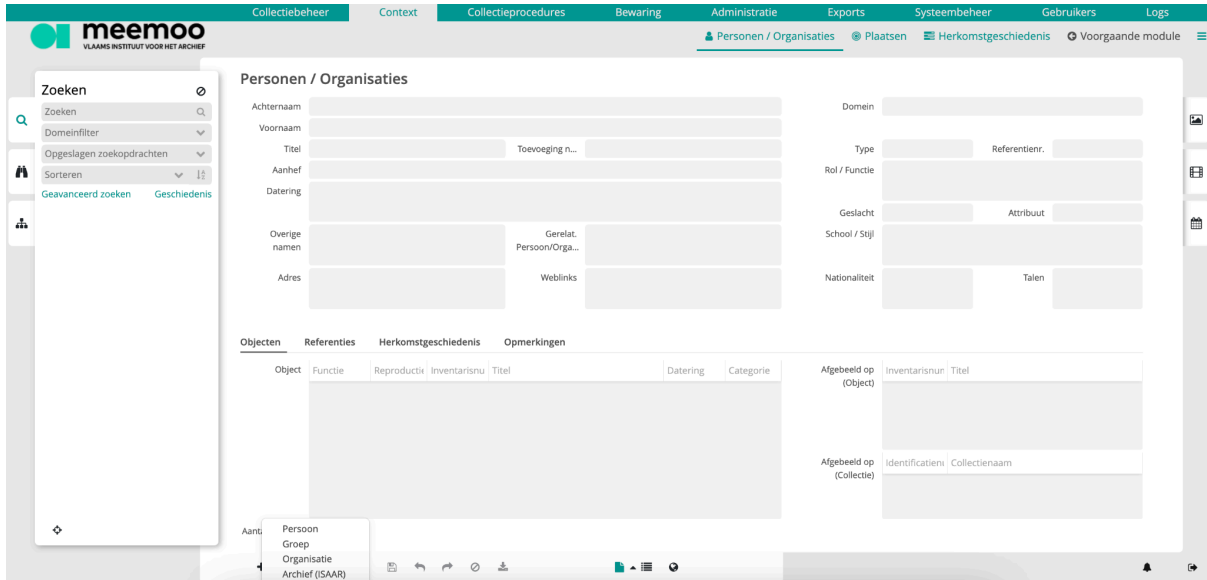 Collectiebeheer Context Collectieprocedures Bewaring Administratie Exports Systeembeheer Gebruikers Logs
meemoo
VLAAMS INSTITUUT VOOR HET ARCHIEF
Personen / Organisaties Plaatsen Herkomstgeschiedenis Voorgaande module
Zoeken
Zoeken
Domeinfilter
Opgeslagen zoekopdrachten
Sorteren
Geavanceerd zoeken Geschiedenis
Personen / Organisaties
Achternaam Domein
Voornaam
Titel Toevoeging n... Type Referentienr.
Aanhef Rol / Functie
Datering
Geslacht Attribuut
Overige Gerelat. School / Stijl
namen Persoon/Orga...
Adres Weblinks Nationaliteit Talen
Objecten Referenties Herkomstgeschiedenis Opmerkingen
Object Functie Reproductie Inventarisnu Titel Datering Categorie Afgebeeld op Inventarisnun Titel
(Object)
Afgebeeld op Identificatien Collectienaam
(Collectie)
Aant
Persoon
Groep
Organisatie
Archief (ISAAR)